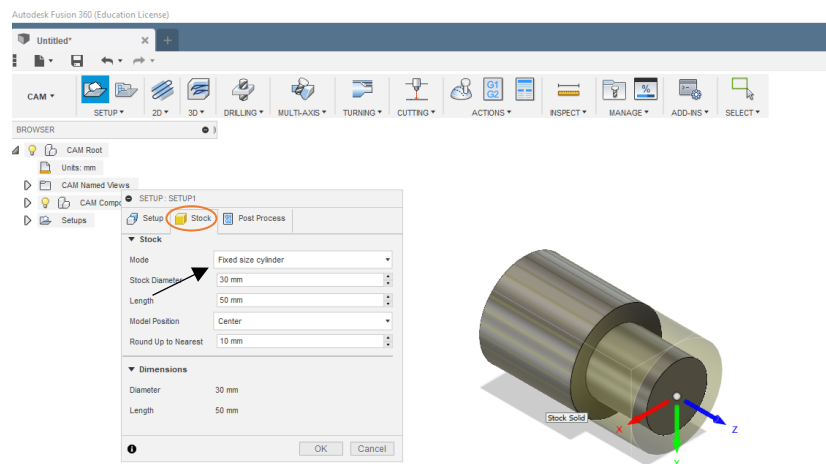 Autodesk Fusion 360 (Education License)
Untitled*
CAM
SETUP 2D 3D DRILLING MULTI-AXIS TURNING CUTTING ACTIONS INSPECT MANAGE ADD-INS SELECT
G1
G2
%
BROWSER
CAM Root
Units: mm
CAM Named Views
CAM Compo
Setups
SETUP : SETUP1
Setup Stock Post Process
Stock
Mode Fixed size cylinder
Stock Diameter 30 mm
Length 50 mm
Model Position Center
Round Up to Nearest 10 mm
Dimensions
Diameter 30 mm
Length 50 mm
OK Cancel
Stock Solid
X
Z
Y